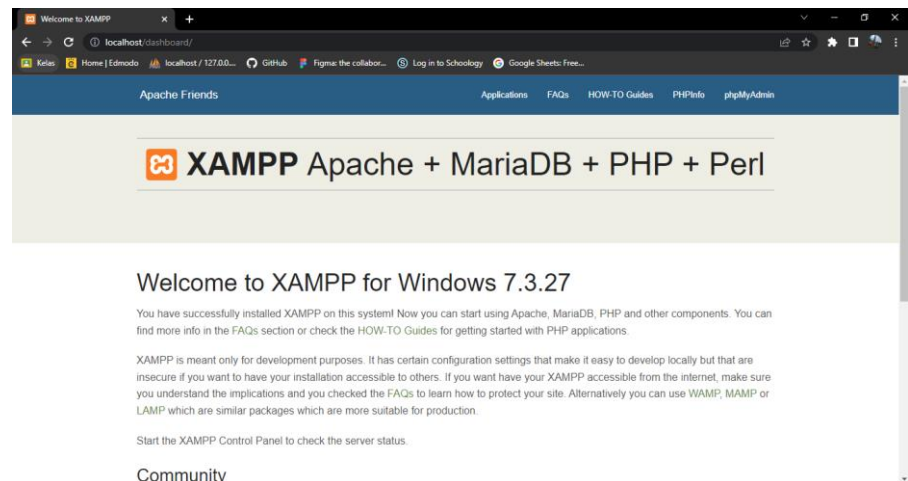 Welcome to XAMPP
localhost/dashboard/
Kelas
Home | Edmodo
localhost / 127.0.0...
GitHub
Figma: the collabor...
Log in to Schoology
Google Sheets: Free...
Apache Friends
Applications
FAQs
HOW-TO Guides
PHPInfo
phpMyAdmin
XAMPP Apache + MariaDB + PHP + Perl
Welcome to XAMPP for Windows 7.3.27
You have successfully installed XAMPP on this system! Now you can start using Apache, MariaDB, PHP and other components. You can
find more info in the FAQs section or check the HOW-TO Guides for getting started with PHP applications.
XAMPP is meant only for development purposes. It has certain configuration settings that make it easy to develop locally but that are
insecure if you want to have your installation accessible to others. If you want have your XAMPP accessible from the internet, make sure
you understand the implications and you checked the FAQs to learn how to protect your site. Alternatively you can use WAMP, MAMP or
LAMP which are similar packages which are more suitable for production.
Start the XAMPP Control Panel to check the server status.
Community